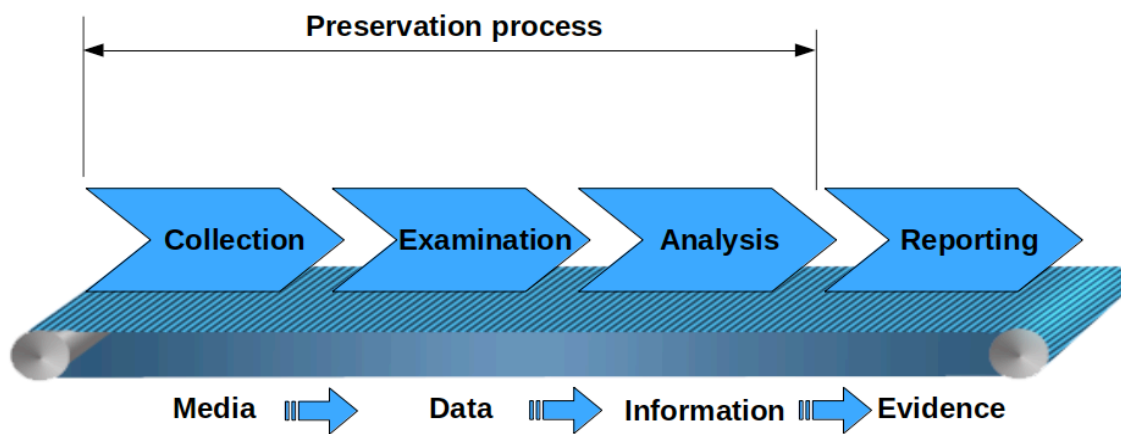 Preservation process
Collection Examination Analysis Reporting
Media Data Information Evidence